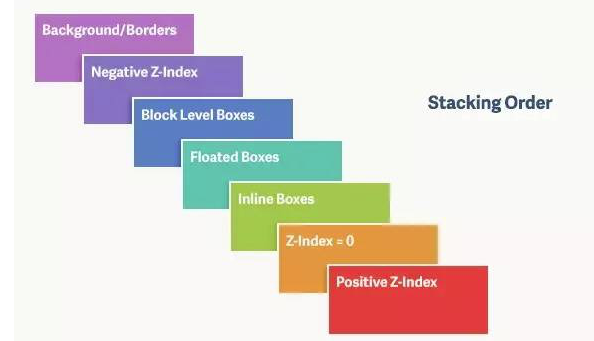 Background/Borders
Negative Z-Index
Stacking Order
Block Level Boxes
Floated Boxes
Inline Boxes
Z-Index = 0
Positive Z-Index